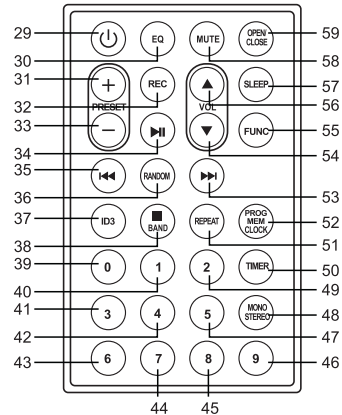 29
EQ
MUTE
OPEN/
CLOSE
59
30
58
31
REC
SLEEP
57
32
PRESET
VOL
56
33
FUNC
55
34
54
35
RANDOM
36
53
37
ID3
BAND
REPEAT
PROG
MEM
CLOCK
52
38
51
39
0
1
2
TIMER
50
40
49
41
3
4
5
MONO
STEREO
48
42
47
43
6
7
8
9
46
44
45